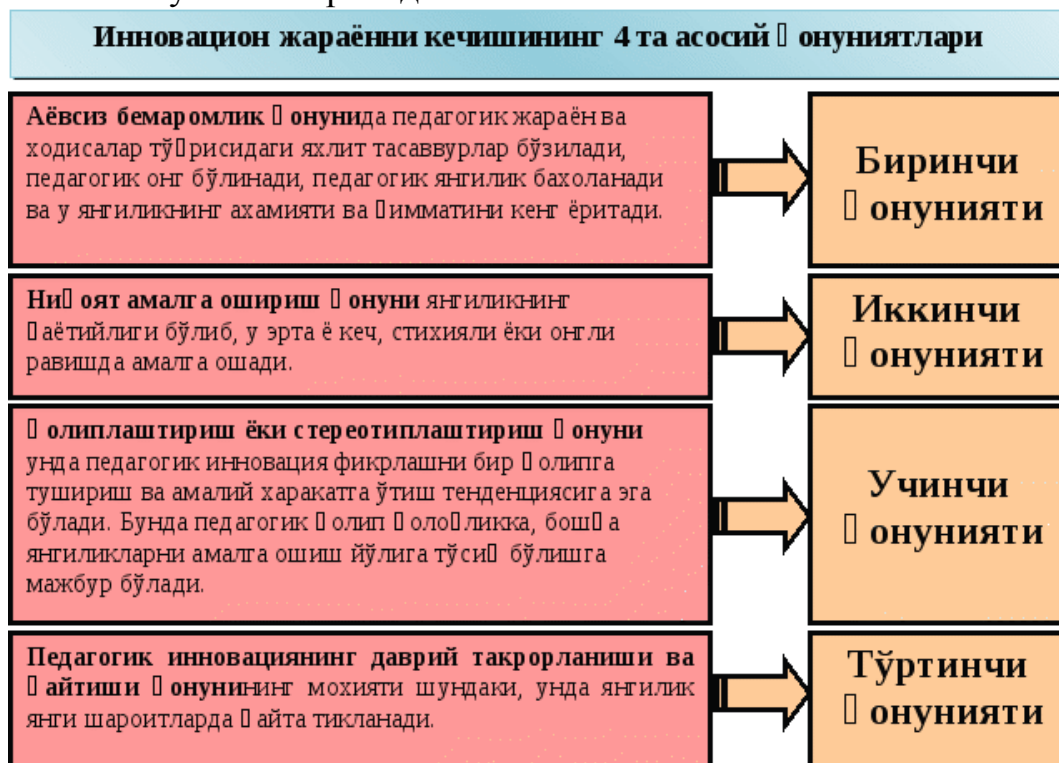 Инновацион жараённи кечишининг 4 та асосий ▯онуниятлари
Аёвсиз бемаромлик ▯онунида педагогик жараён ва
ходисалар тў▯рисидаги яхлит тасаввурлар бўзилади,
педагогик онг бўлинади, педагогик янгилик бахоланади
ва у янгиликнинг ахамияти ва ▯имматини кенг ёритади.
Биринчи
▯онунияти
Ни▯оят амалга ошириш ▯онуни янгиликнинг
▯аётийлиги бўлиб, у эрта ё кеч, стихияли ёки онгли
равишда амалга ошади.
Иккинчи
▯онунияти
▯олиплаштириш ёки стереотиплаштириш ▯онуни
унда педагогик инновация фикрлашни бир ▯олипга
тушириш ва амалий харакатга ўтиш тенденциясига эга
бўлади. Бунда педагогик ▯олип ▯оло▯ликка, бош▯а
янгиликларни амалга ошиш йўлига тўси▯ бўлишга
мажбур бўлади.
Учинчи
▯онунияти
Педагогик инновациянинг даврий такрорланиши ва
▯айтиши ▯онунининг мохияти шундаки, унда янгилик
янги шароитларда ▯айта тикланади.
Тўртинчи
▯онунияти